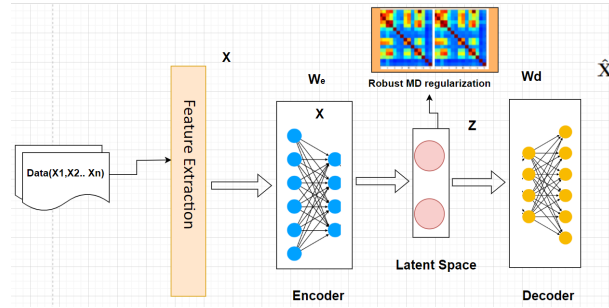 X
Feature Extraction
Data(X1,X2.. Xn)
We
X
Encoder
Robust MD regularization
Z
Latent Space
Wd
Decoder
X̂